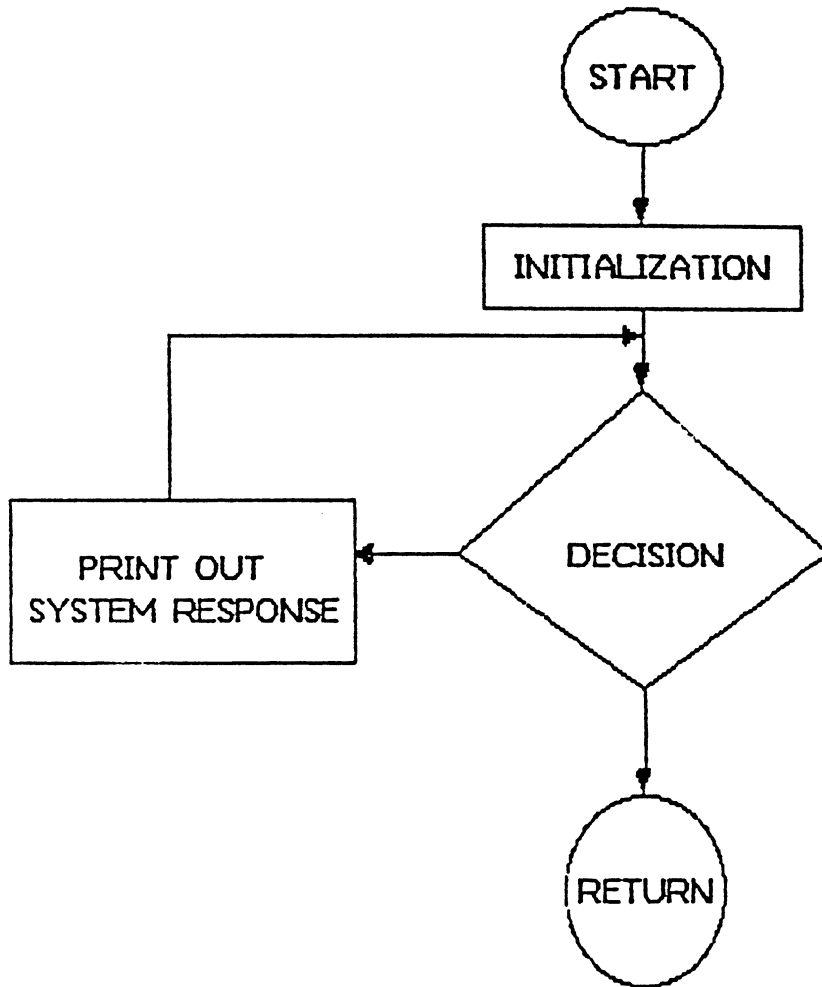 START
INITIALIZATION
DECISION
PRINT OUT
SYSTEM RESPONSE
RETURN